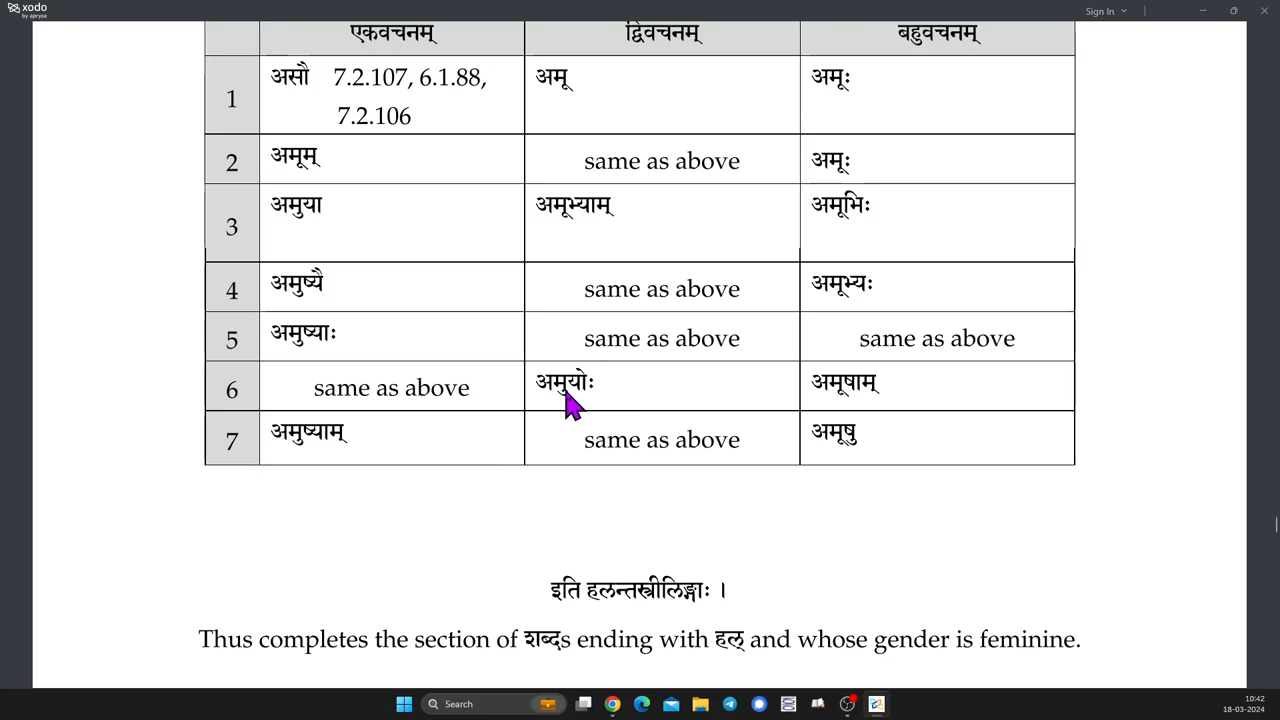 xodo
by apryse
Sign In
एकवचनम् द्विवचनम् बहुवचनम्
1 असौ 7.2.107, 6.1.88, अमू अमूः
7.2.106
2 अमूम् same as above अमूः
3 अमुया अमूभ्याम् अमूभिः
4 अमुष्यै same as above अमूभ्यः
5 अमुष्याः same as above same as above
6 same as above अमुयोः अमूषाम्
7 अमुष्याम् same as above अमूषु
इति हलन्तस्त्रीलिङ्गाः ।
Thus completes the section of शब्दs ending with हल् and whose gender is feminine.
Search
10:42
18-03-2024